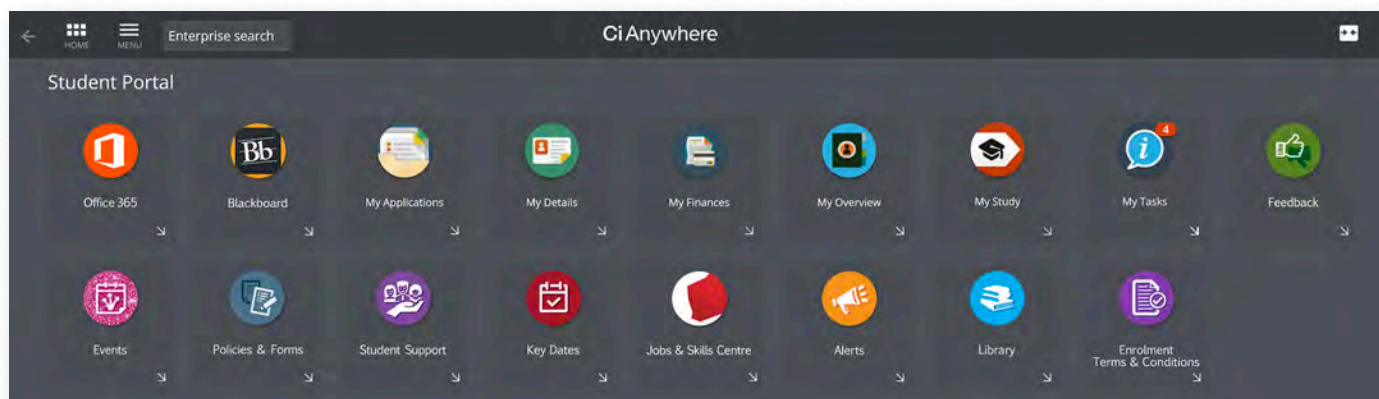 HOME MENU Enterprise search Ci Anywhere
Student Portal
Bb 4
Office 365 Blackboard My Applications My Details My Finances My Overview My Study My Tasks Feedback
Events Policies & Forms Student Support Key Dates Jobs & Skills Centre Alerts Library Enrolment
Terms & Conditions